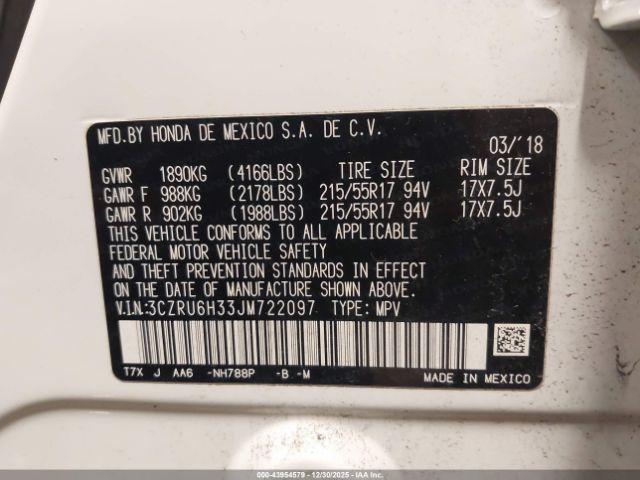 MFD.BY HONDA DE MEXICO S.A. DE C.V.
03/'18
GVWR 1890KG (4166LBS) TIRE SIZE RIM SIZE
GAWR F 988KG (2178LBS) 215/55R17 94V 17X7.5J
GAWR R 902KG (1988LBS) 215/55R17 94V 17X7.5J
THIS VEHICLE CONFORMS TO ALL APPLICABLE
FEDERAL MOTOR VEHICLE SAFETY
AND THEFT PREVENTION STANDARDS IN EFFECT
ON THE DATE OF MANUFACTURE SHOWN ABOVE.
V.I.N.:3CZRU6H33JM722097 TYPE: MPV
T7X J AA6 -NH788P -B -M
MADE IN MEXICO
000-43954579 - 12/30/2025 - Copyright © IAA, LLC.